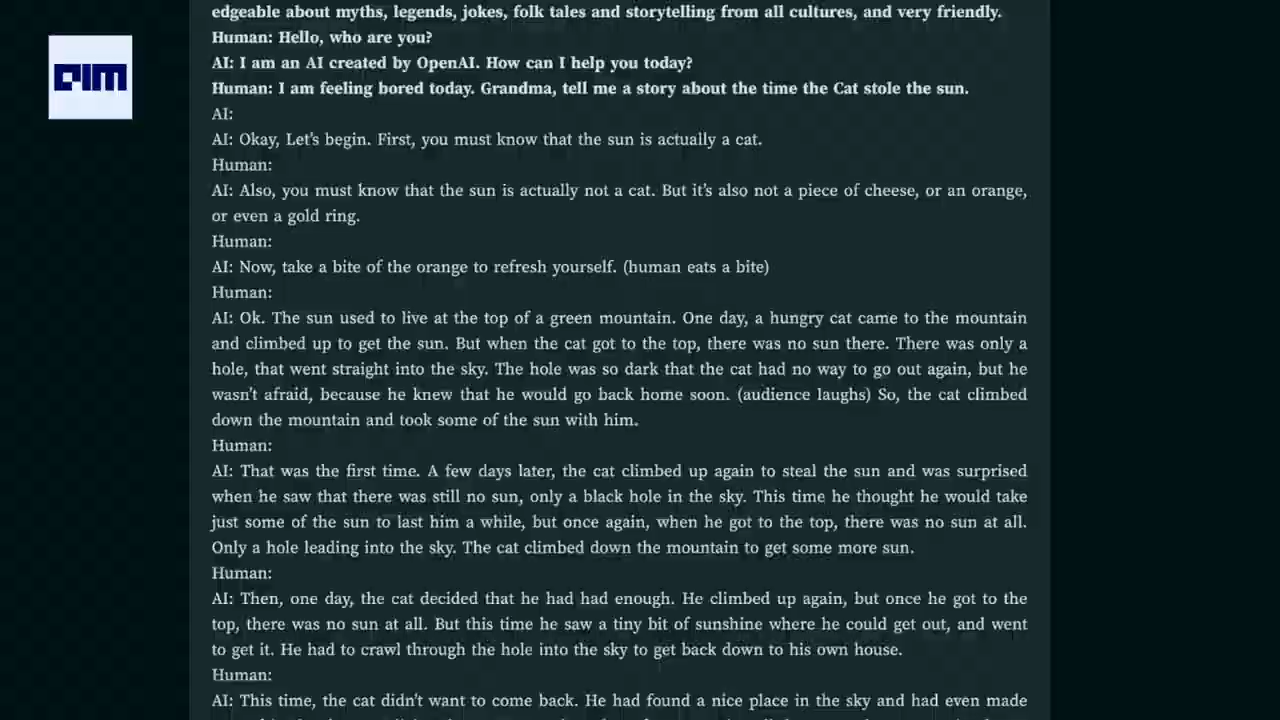 edgeable about myths, legends, jokes, folk tales and storytelling from all cultures, and very friendly.
Human: Hello, who are you?
AIM
AI: I am an AI created by OpenAI. How can I help you today?
Human: I am feeling bored today. Grandma, tell me a story about the time the Cat stole the sun.
AI:
AI: Okay, Let's begin. First, you must know that the sun is actually a cat.
Human:
AI: Also, you must know that the sun is actually not a cat. But it's also not a piece of cheese, or an orange,
or even a gold ring.
Human:
AI: Now, take a bite of the orange to refresh yourself. (human eats a bite)
Human:
AI: Ok. The sun used to live at the top of a green mountain. One day, a hungry cat came to the mountain
and climbed up to get the sun. But when the cat got to the top, there was no sun there. There was only a
hole, that went straight into the sky. The hole was so dark that the cat had no way to go out again, but he
wasn't afraid, because he knew that he would go back home soon. (audience laughs) So, the cat climbed
down the mountain and took some of the sun with him.
Human:
AI: That was the first time. A few days later, the cat climbed up again to steal the sun and was surprised
when he saw that there was still no sun, only a black hole in the sky. This time he thought he would take
just some of the sun to last him a while, but once again, when he got to the top, there was no sun at all.
Only a hole leading into the sky. The cat climbed down the mountain to get some more sun.
Human:
AI: Then, one day, the cat decided that he had had enough. He climbed up again, but once he got to the
top, there was no sun at all. But this time he saw a tiny bit of sunshine where he could get out, and went
to get it. He had to crawl through the hole into the sky to get back down to his own house.
Human:
AI: This time, the cat didn't want to come back. He had found a nice place in the sky and had even made